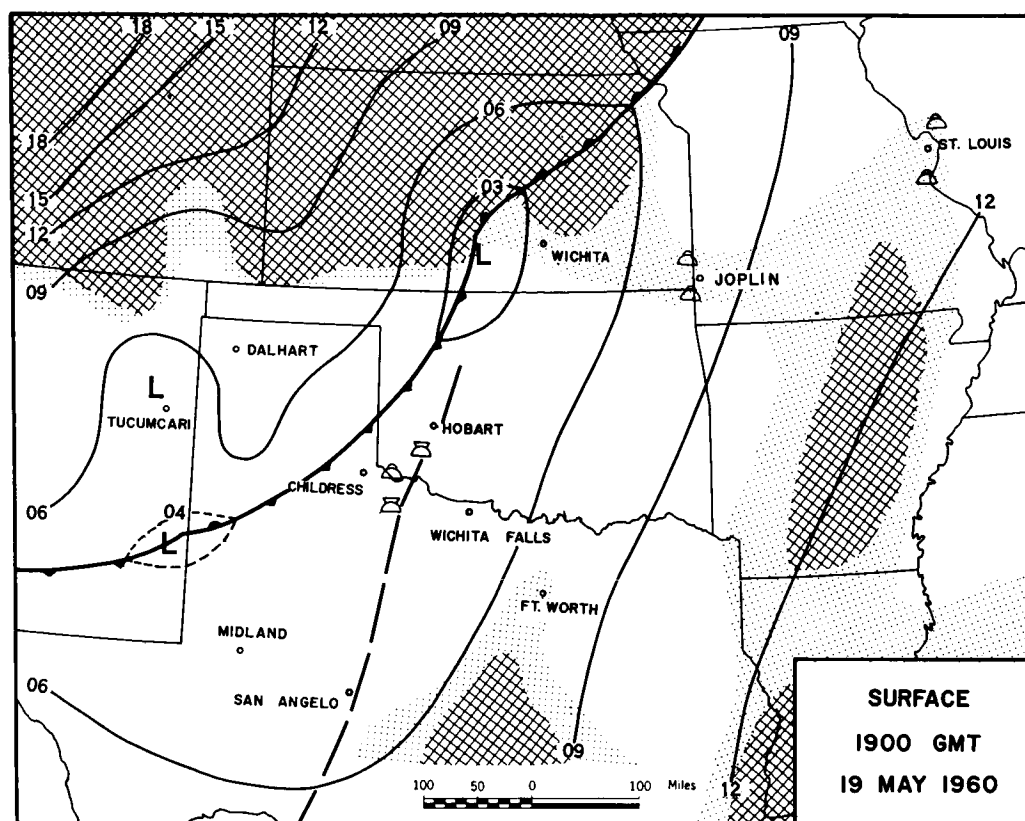 18 15 12 09 09
06
18
ST. LOUIS
03
15
12
12
L
WICHITA
JOPLIN
09
DALHART
L
TUCUMCARI
HOBART
CHILDRESS
06
04
L
WICHITA FALLS
FT. WORTH
MIDLAND
06
SAN ANGELO
SURFACE
1900 GMT
19 MAY 1960
09
12
100 50 0 100 Miles